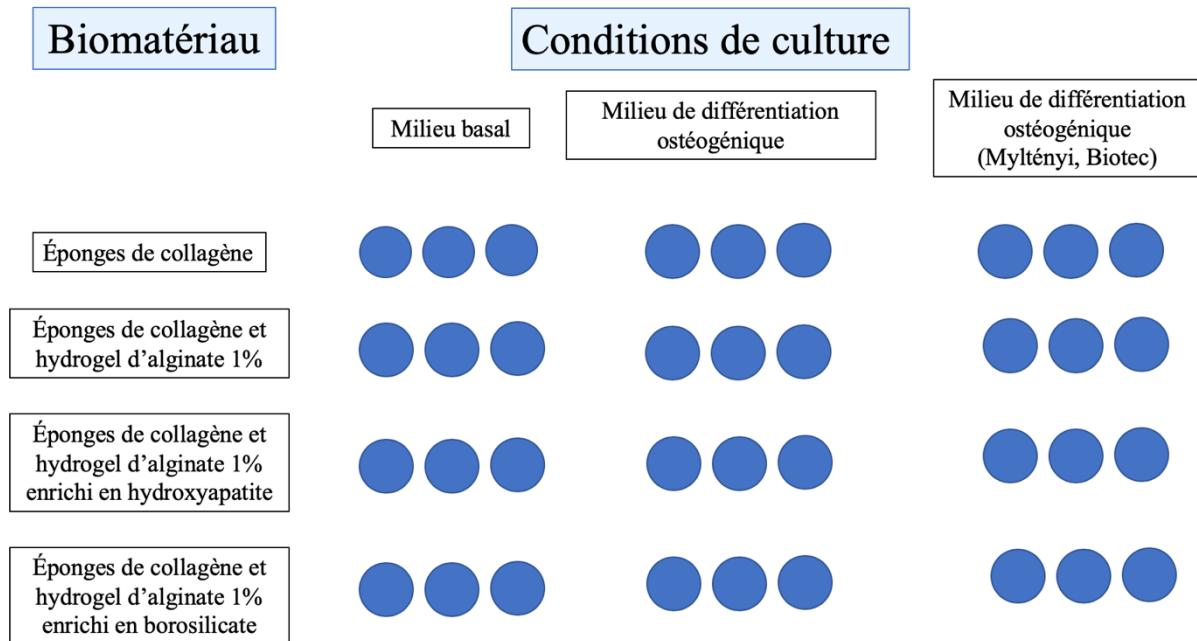 Biomatériau
Conditions de culture
Milieu basal
Milieu de différentiation
ostéogénique
Milieu de différentiation
ostéogénique
(Myltényi, Biotec)
Éponges de collagène
Éponges de collagène et
hydrogel d’alginate 1%
Éponges de collagène et
hydrogel d’alginate 1%
enrichi en hydroxyapatite
Éponges de collagène et
hydrogel d’alginate 1%
enrichi en borosilicate